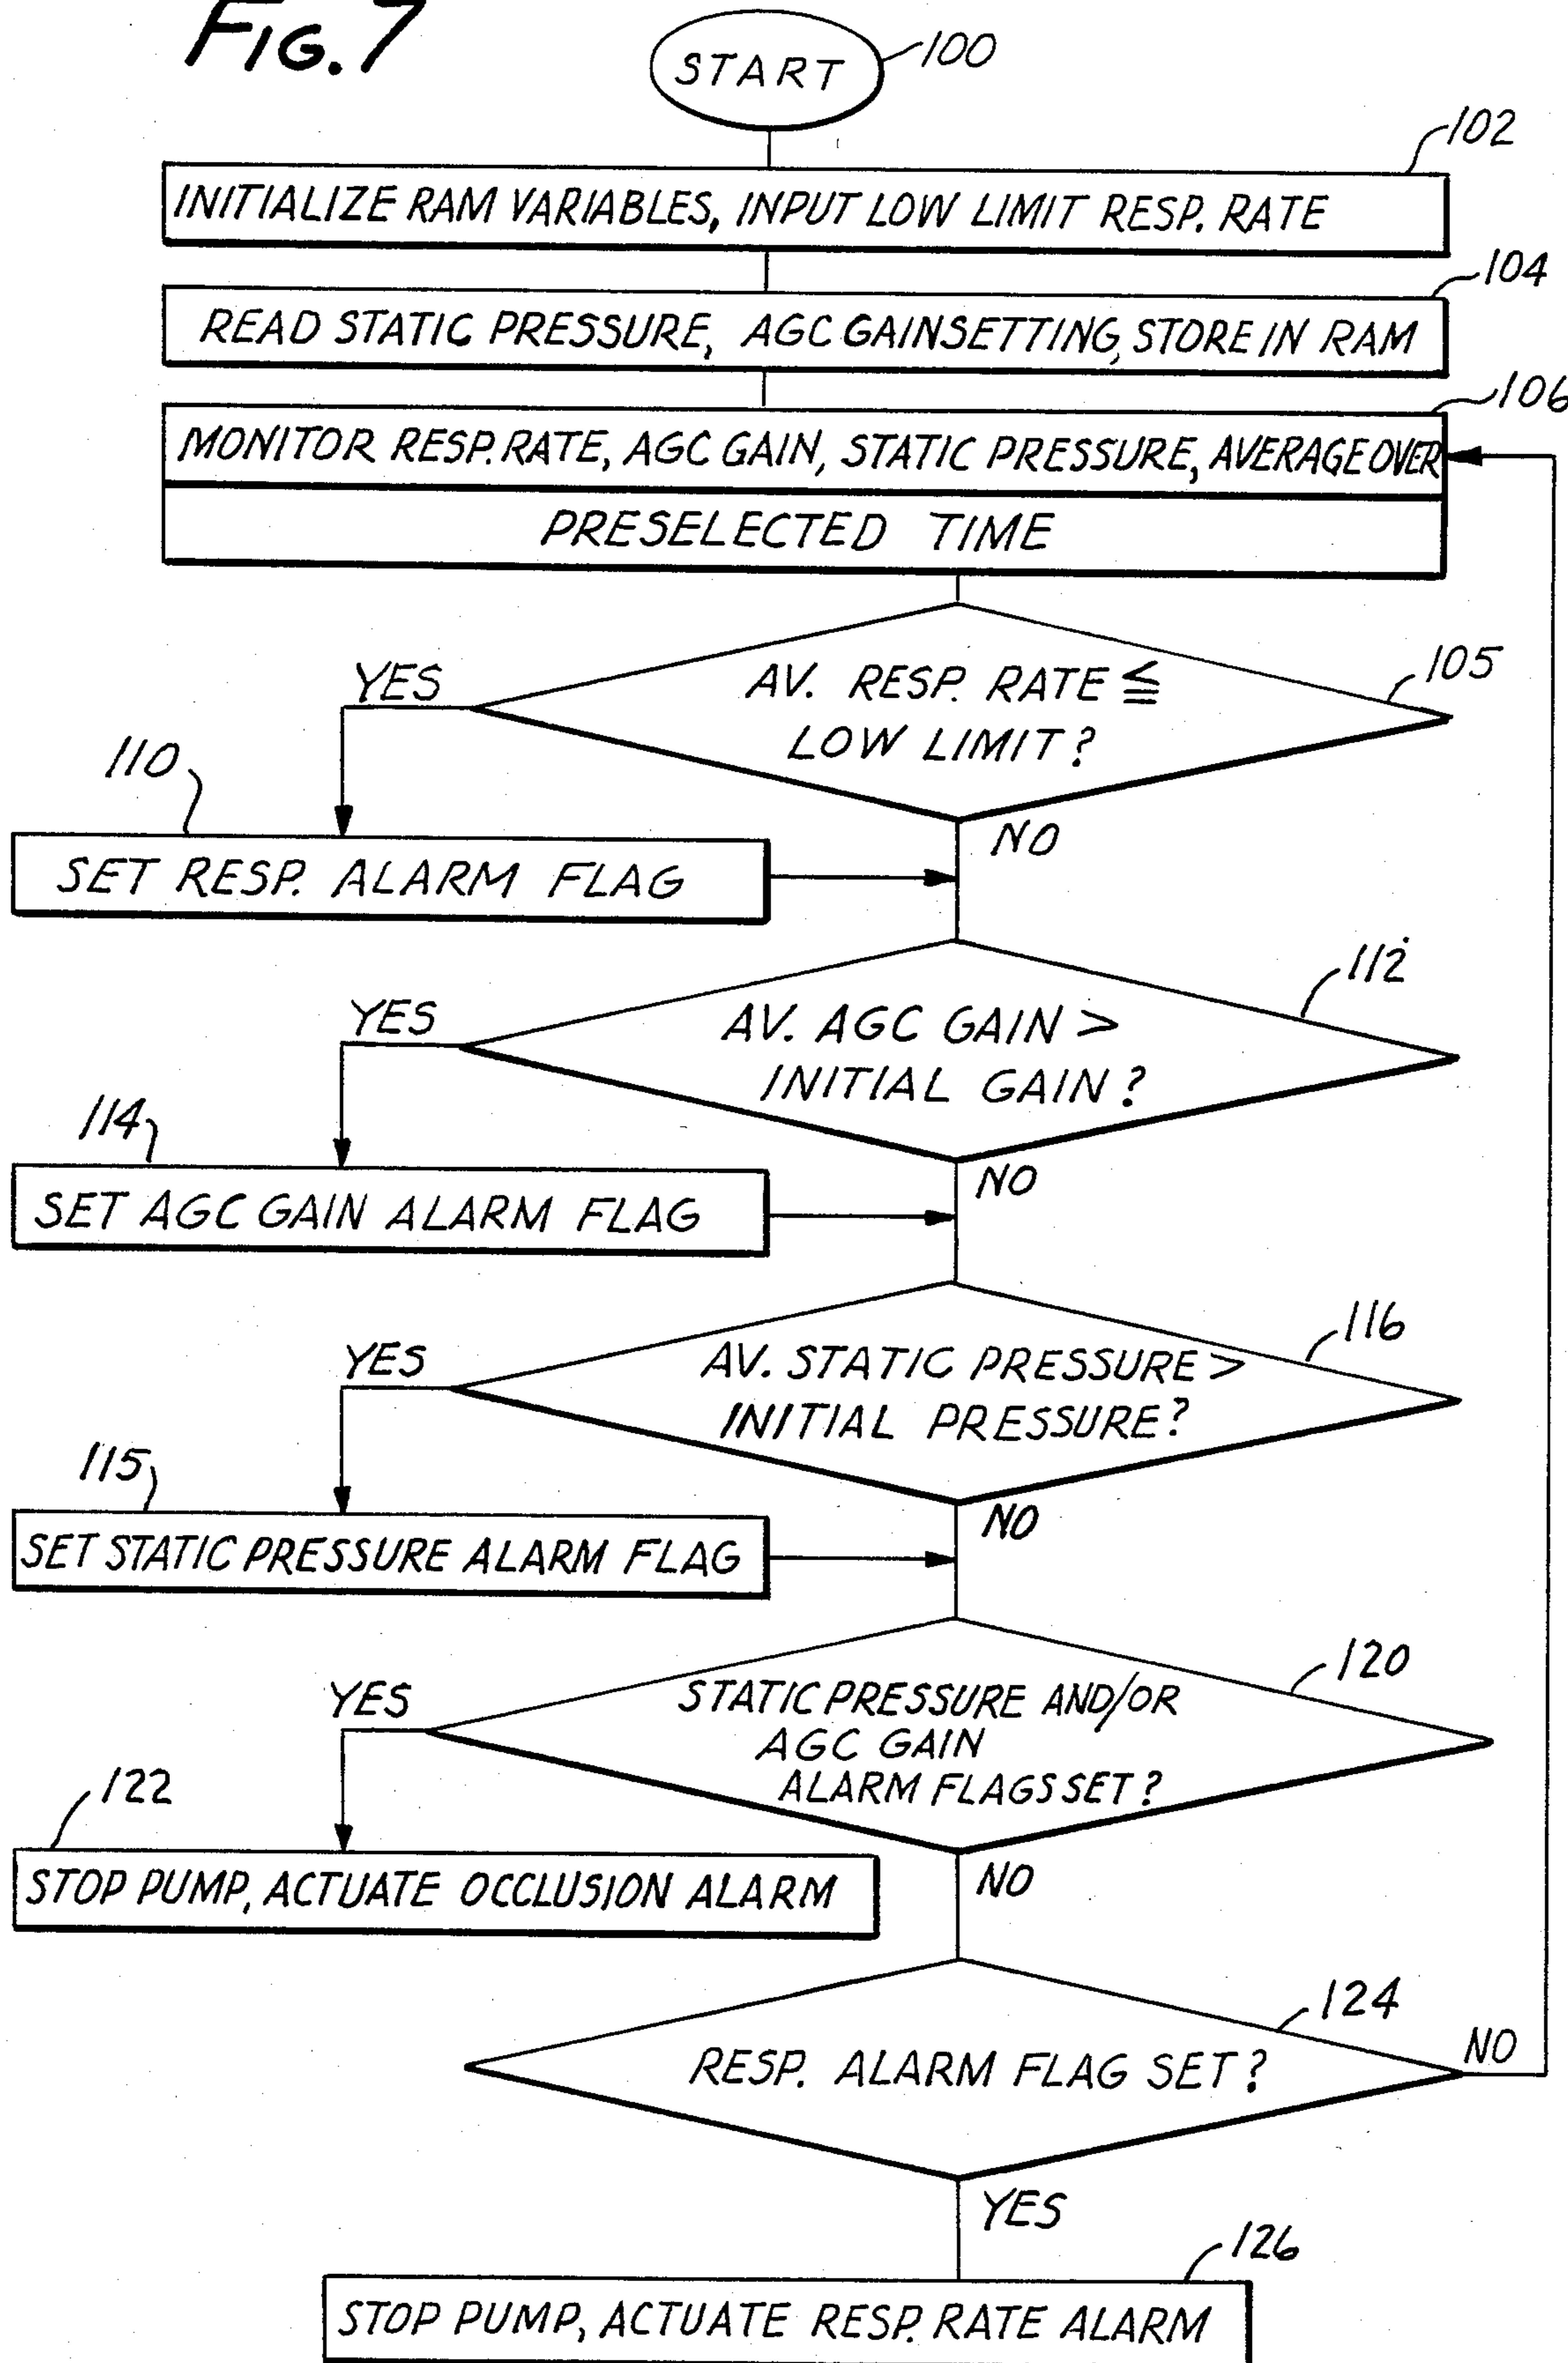 FIG. 7
START
100
102
INITIALIZE RAM VARIABLES, INPUT LOW LIMIT RESP. RATE
104
READ STATIC PRESSURE, AGC GAINSETTING, STORE IN RAM
106
MONITOR RESP. RATE, AGC GAIN, STATIC PRESSURE, AVERAGE OVER
PRESELECTED TIME
YES
AV. RESP. RATE ≦
LOW LIMIT?
105
110
NO
SET RESP. ALARM FLAG
112
YES
AV. AGC GAIN >
INITIAL GAIN?
114
NO
SET AGC GAIN ALARM FLAG
116
YES
AV. STATIC PRESSURE >
INITIAL PRESSURE?
115
NO
SET STATIC PRESSURE ALARM FLAG
120
YES
STATIC PRESSURE AND/OR
AGC GAIN
ALARM FLAGS SET?
122
NO
STOP PUMP, ACTUATE OCCLUSION ALARM
124
NO
RESP. ALARM FLAG SET?
YES
126
STOP PUMP, ACTUATE RESP. RATE ALARM